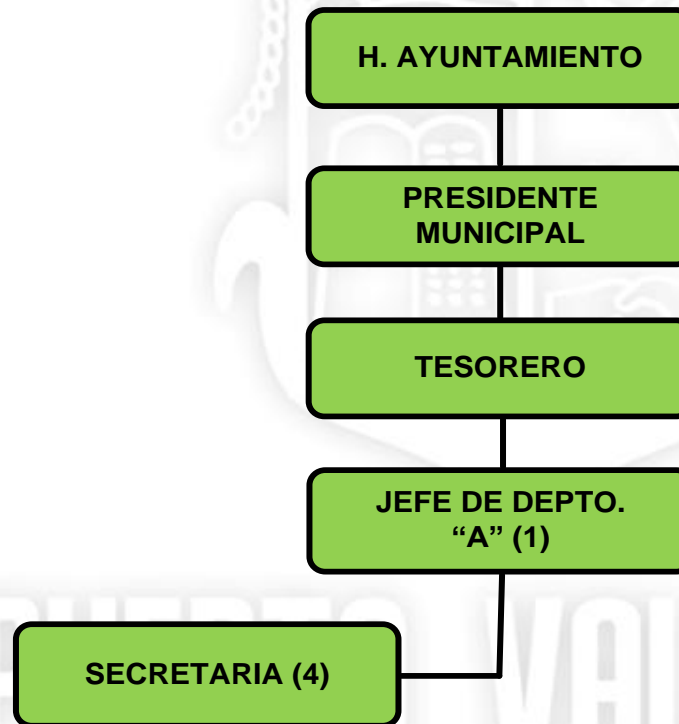 H. AYUNTAMIENTO
PRESIDENTE
MUNICIPAL
TESORERO
JEFE DE DEPTO.
“A” (1)
SECRETARIA (4)